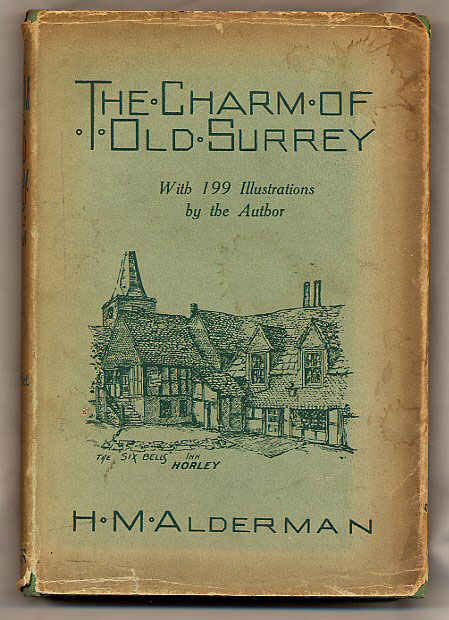 THE·CHARM·OF
·OLD·SURREY
With 199 Illustrations
by the Author
THE SIX BELLS INN
HORLEY
H·M·ALDERMAN